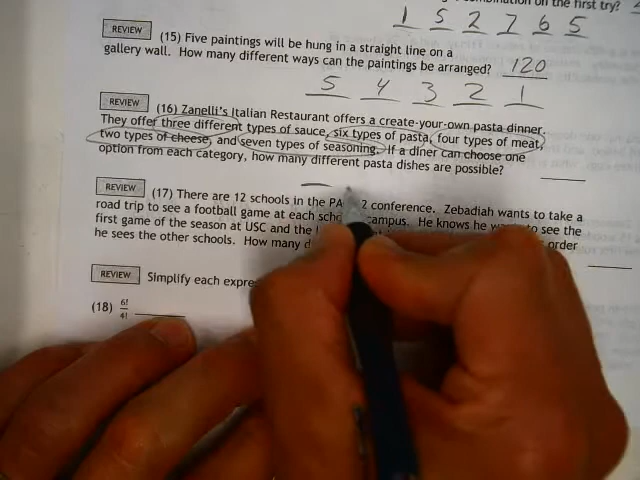 on the first try?
1 5 2 7 6 5
REVIEW (15) Five paintings will be hung in a straight line on a
gallery wall. How many different ways can the paintings be arranged? 120
5 4 3 2 1
REVIEW (16) Zanelli's Italian Restaurant offers a create-your-own pasta dinner.
They offer three different types of sauce, six types of pasta, four types of meat,
two types of cheese, and seven types of seasoning. If a diner can choose one
option from each category, how many different pasta dishes are possible?
REVIEW (17) There are 12 schools in the conference. Zebadiah wants to take a
road trip to see a football game at each campus. He knows he to see the
first game of the season at USC and the order
he sees the other schools. How many
REVIEW Simplify each
(18) 6!
4!